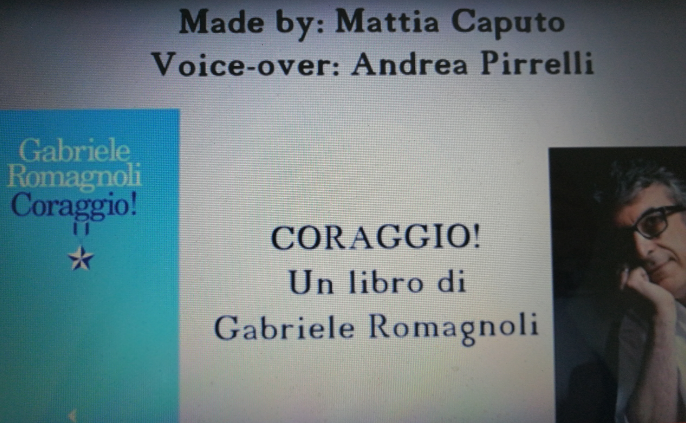 Made by: Mattia Caputo
Voice-over: Andrea Pirrelli
Gabriele
Romagnoli
Coraggio!
CORAGGIO!
Un libro di
Gabriele Romagnoli